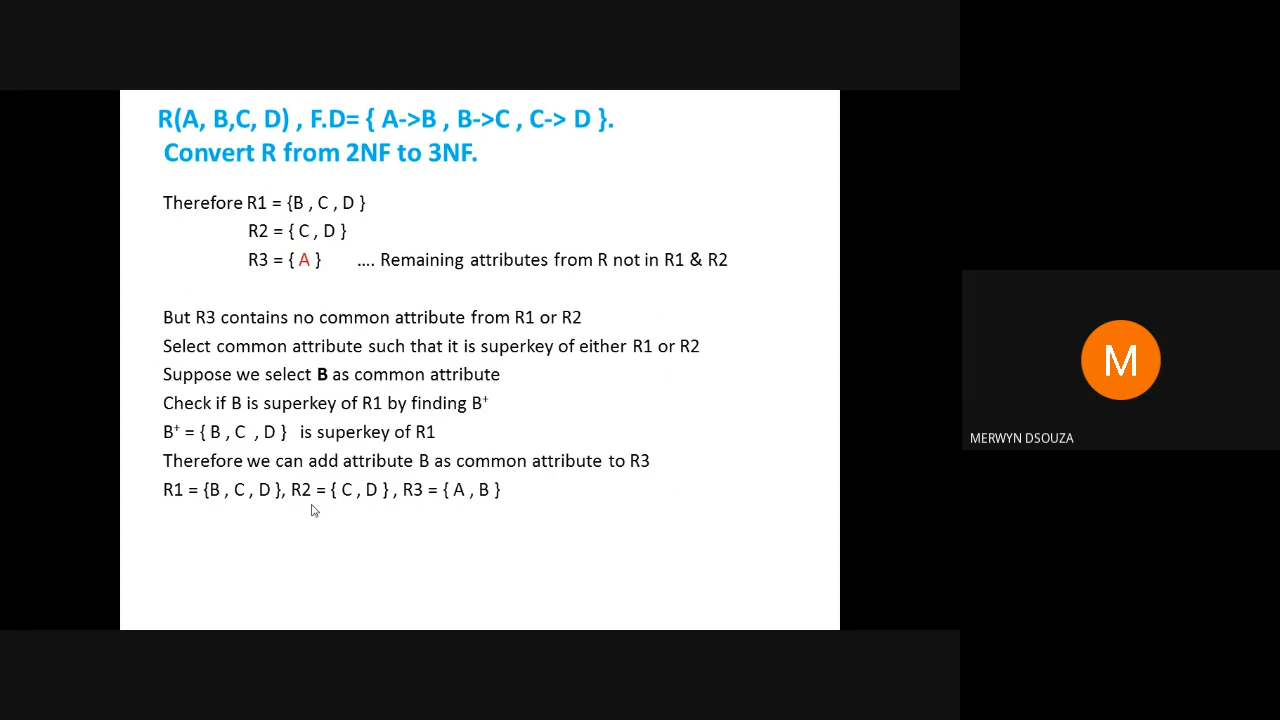 R(A, B,C, D) , F.D= { A->B , B->C , C-> D }.
Convert R from 2NF to 3NF.
Therefore R1 = {B , C , D }
R2 = { C , D }
R3 = { A } .... Remaining attributes from R not in R1 & R2
But R3 contains no common attribute from R1 or R2
Select common attribute such that it is superkey of either R1 or R2
Suppose we select B as common attribute
Check if B is superkey of R1 by finding B⁺
B⁺ = { B , C , D } is superkey of R1
Therefore we can add attribute B as common attribute to R3
R1 = {B , C , D }, R2 = { C , D } , R3 = { A , B }
M
MERWYN DSOUZA